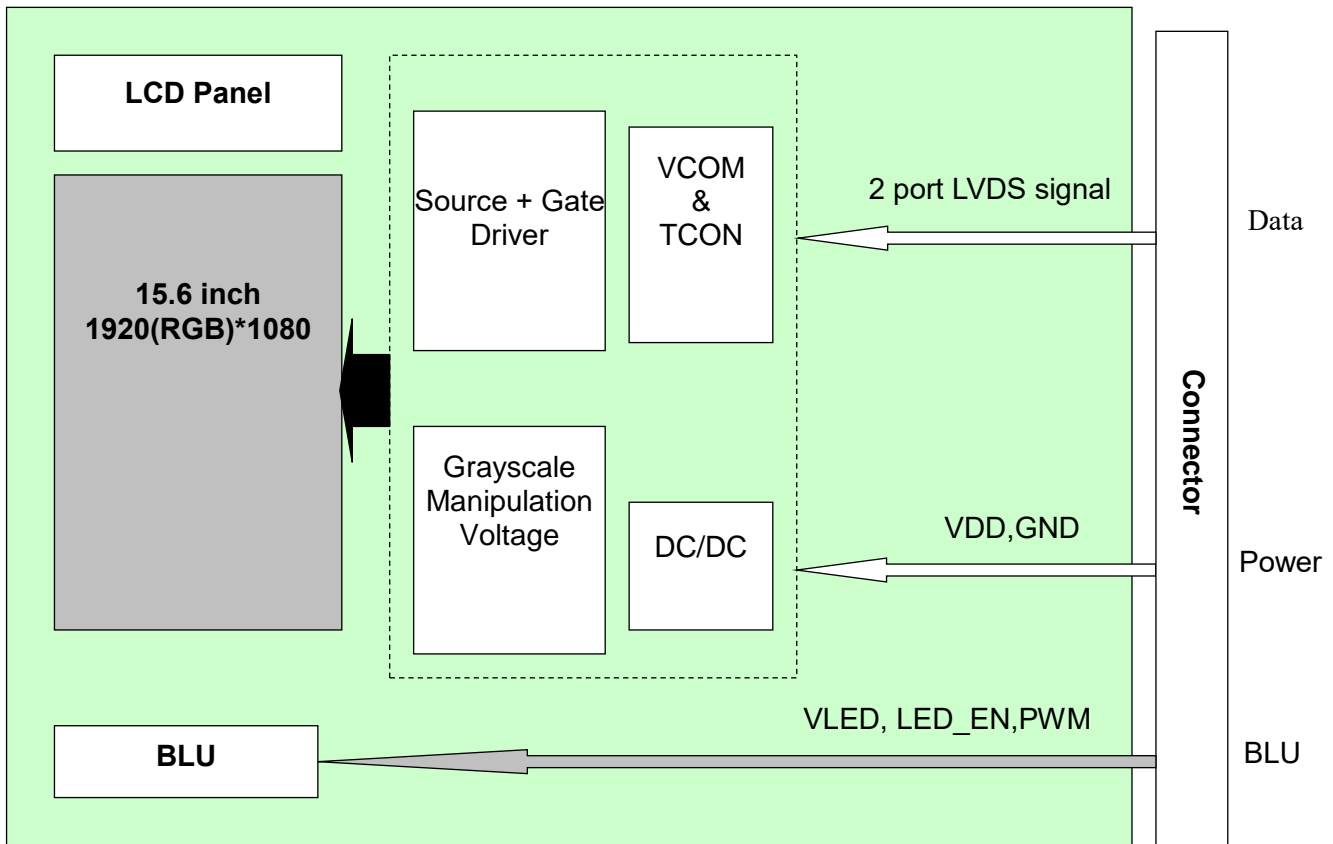 LCD Panel
15.6 inch
1920(RGB)*1080
Source + Gate
Driver
VCOM
&
TCON
Grayscale
Manipulation
Voltage
DC/DC
2 port LVDS signal
Data
VDD,GND
Power
Connector
VLED, LED_EN,PWM
BLU
BLU